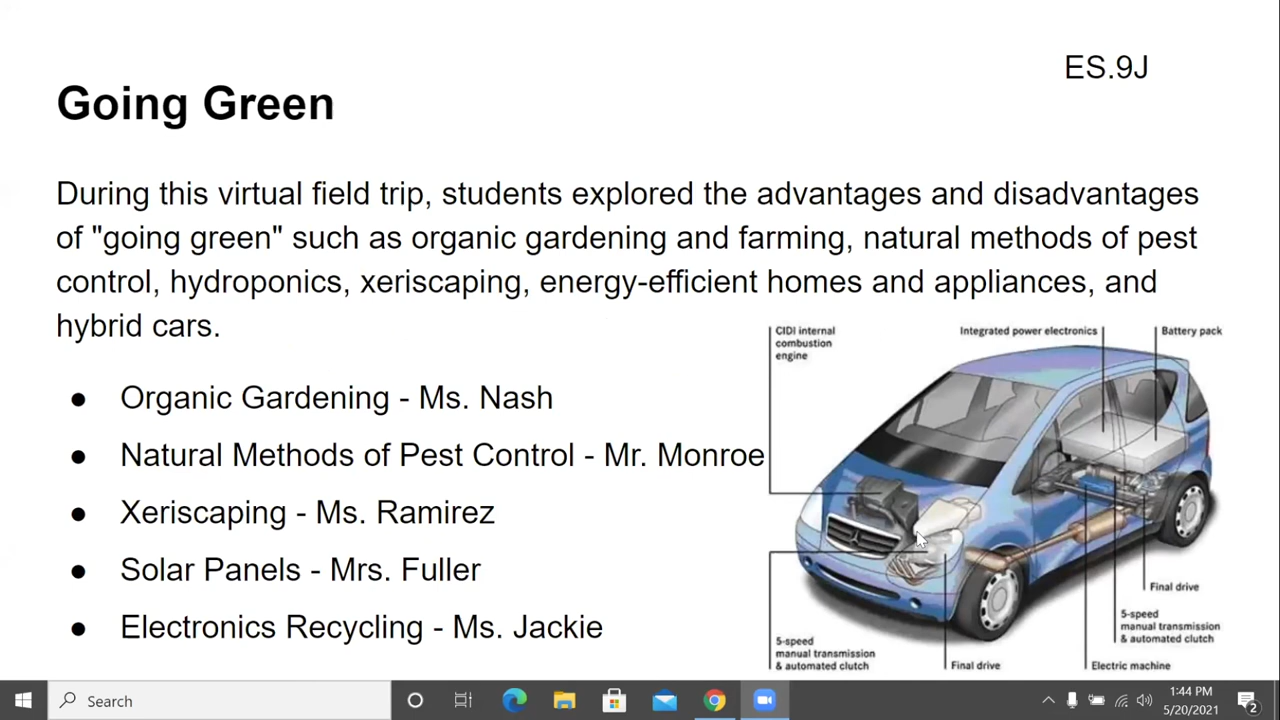 ES.9J
Going Green
During this virtual field trip, students explored the advantages and disadvantages
of "going green" such as organic gardening and farming, natural methods of pest
control, hydroponics, xeriscaping, energy-efficient homes and appliances, and
hybrid cars.
● Organic Gardening - Ms. Nash
● Natural Methods of Pest Control - Mr. Monroe
● Xeriscaping - Ms. Ramirez
● Solar Panels - Mrs. Fuller
● Electronics Recycling - Ms. Jackie
CIDI internal
combustion
engine
Integrated power electronics
Battery pack
Final drive
5-speed
manual transmission
& automated clutch
Electric machine
5-speed
manual transmission
& automated clutch
Final drive
Search
1:44 PM
5/20/2021
2